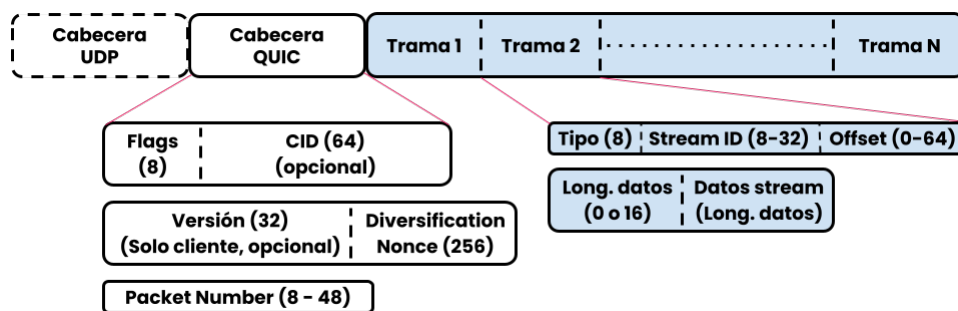 Cabecera
UDP
Cabecera
QUIC
Trama 1
Trama 2
Trama N
Flags
(8)
CID (64)
(opcional)
Versión (32)
(Solo cliente, opcional)
Diversification
Nonce (256)
Packet Number (8 - 48)
Tipo (8)
Stream ID (8-32)
Offset (0-64)
Long. datos
(0 o 16)
Datos stream
(Long. datos)